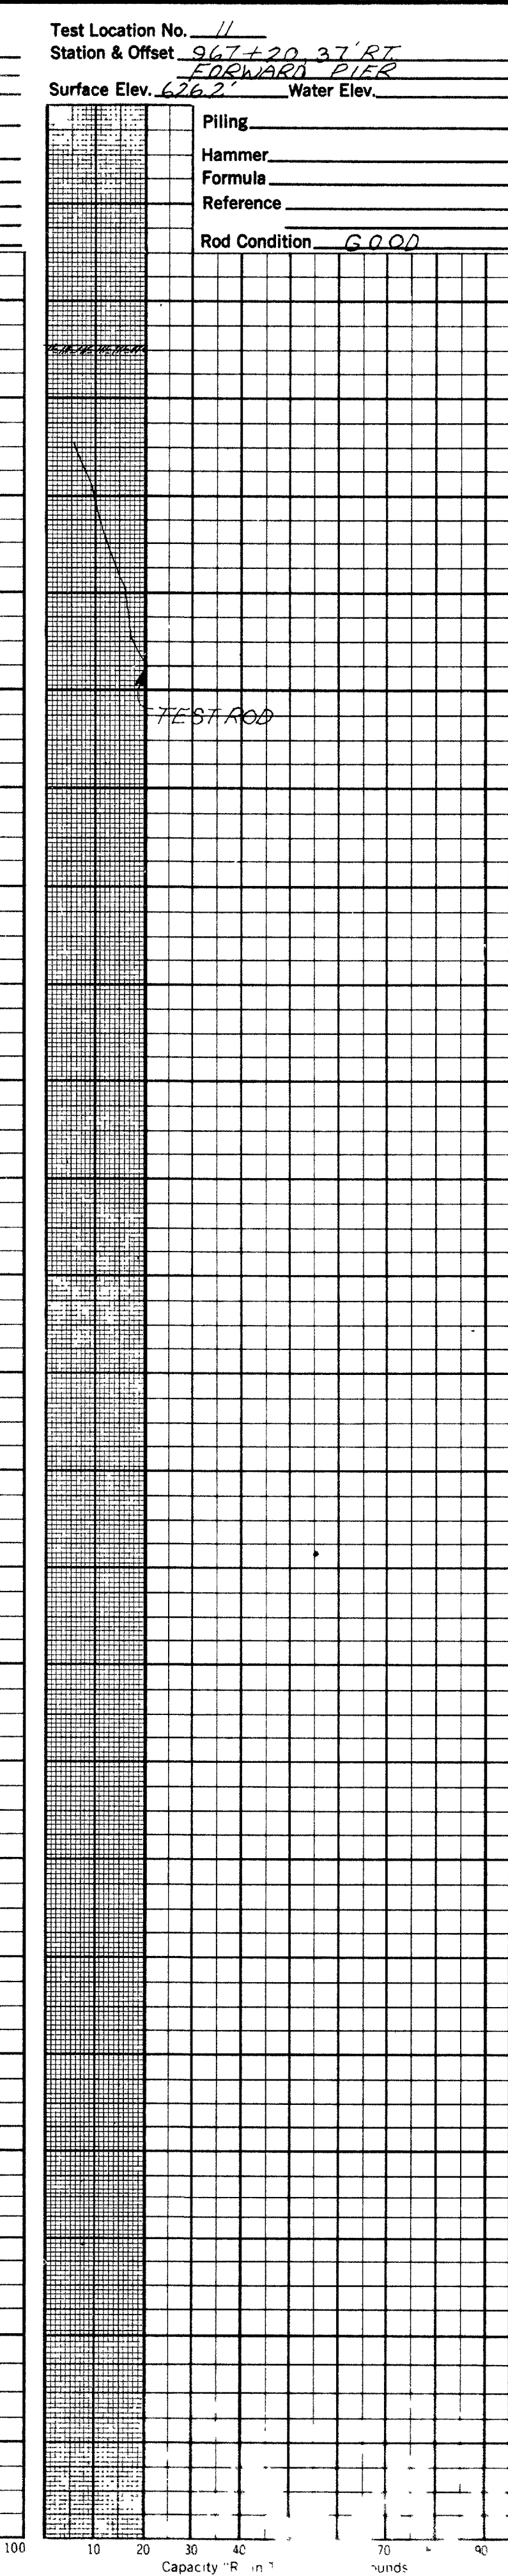 Test Location No. 11
Station & Offset 967+20, 37' RT.
FORWARD PIER
Surface Elev. 626.2' Water Elev.
Piling
Hammer
Formula
Reference
Rod Condition GOOD
TEST ROD
100 10 20 30 40 70 90
Capacity "R" in